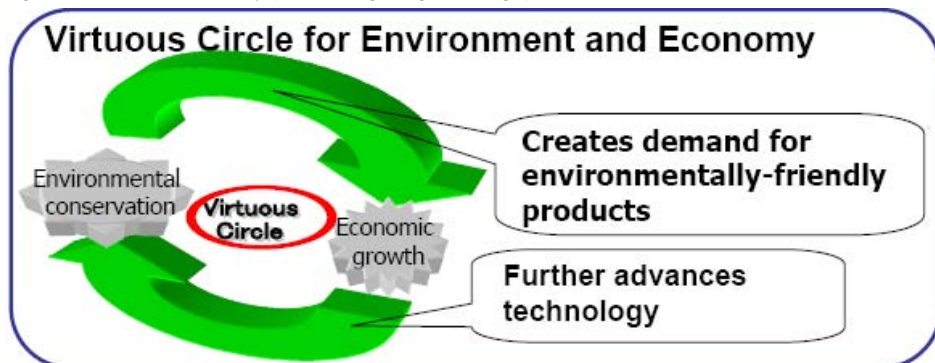 Virtuous Circle for Environment and Economy
Creates demand for
environmentally-friendly
products
Environmental
conservation
Virtuous
Circle
Economic
growth
Further advances
technology